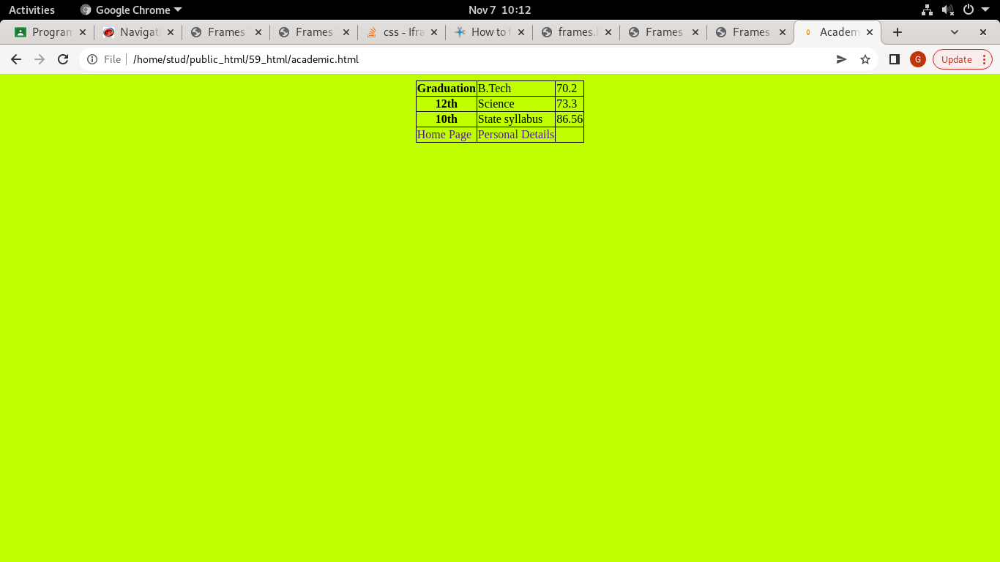 Activities Google Chrome Nov 7 10:12
Program Navigati Frames Frames css - Ifra How to f frames.h Frames Frames Academ
File /home/stud/public_html/59_html/academic.html G Update
Graduation B.Tech 70.2
12th Science 73.3
10th State syllabus 86.56
Home Page Personal Details